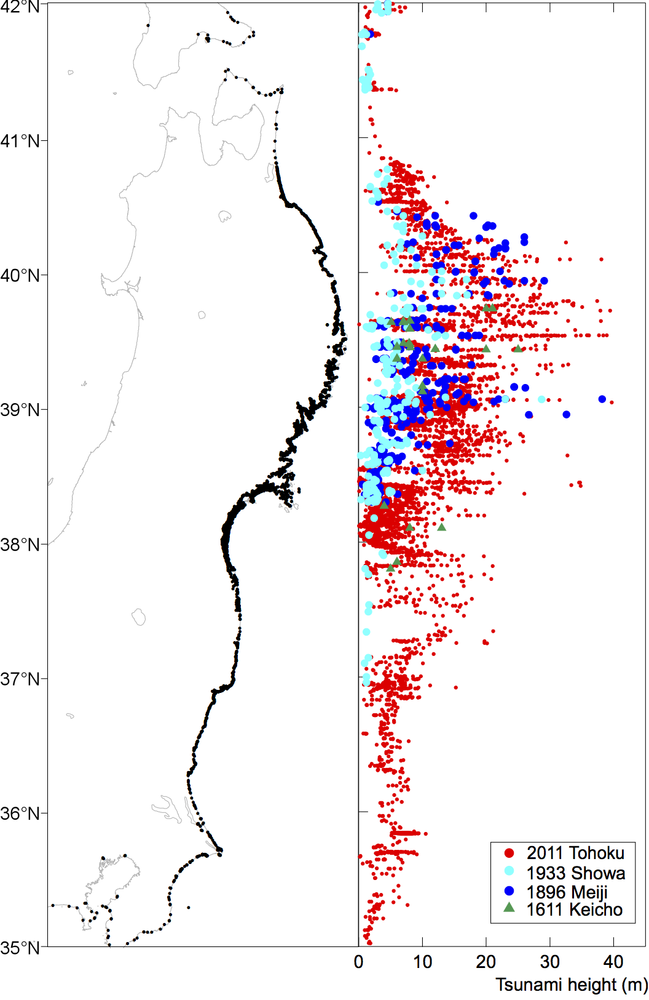 42°N
41°N
40°N
39°N
38°N
37°N
36°N
35°N
2011 Tohoku
1933 Showa
1896 Meiji
1611 Keicho
0 10 20 30 40
Tsunami height (m)